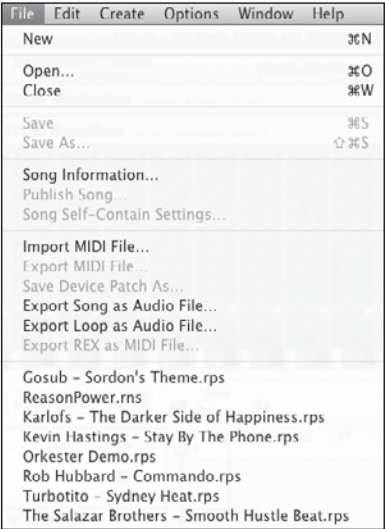 File Edit Create Options Window Help
New ⌘N
Open... ⌘O
Close ⌘W
Save ⌘S
Save As... ⇧⌘S
Song Information...
Publish Song...
Song Self-Contain Settings...
Import MIDI File...
Export MIDI File...
Save Device Patch As...
Export Song as Audio File...
Export Loop as Audio File...
Export REX as MIDI File...
Gosub – Sordon's Theme.rps
ReasonPower.rns
Karlofs – The Darker Side of Happiness.rps
Kevin Hastings – Stay By The Phone.rps
Orkester Demo.rps
Rob Hubbard – Commando.rps
Turbotito – Sydney Heat.rps
The Salazar Brothers – Smooth Hustle Beat.rps